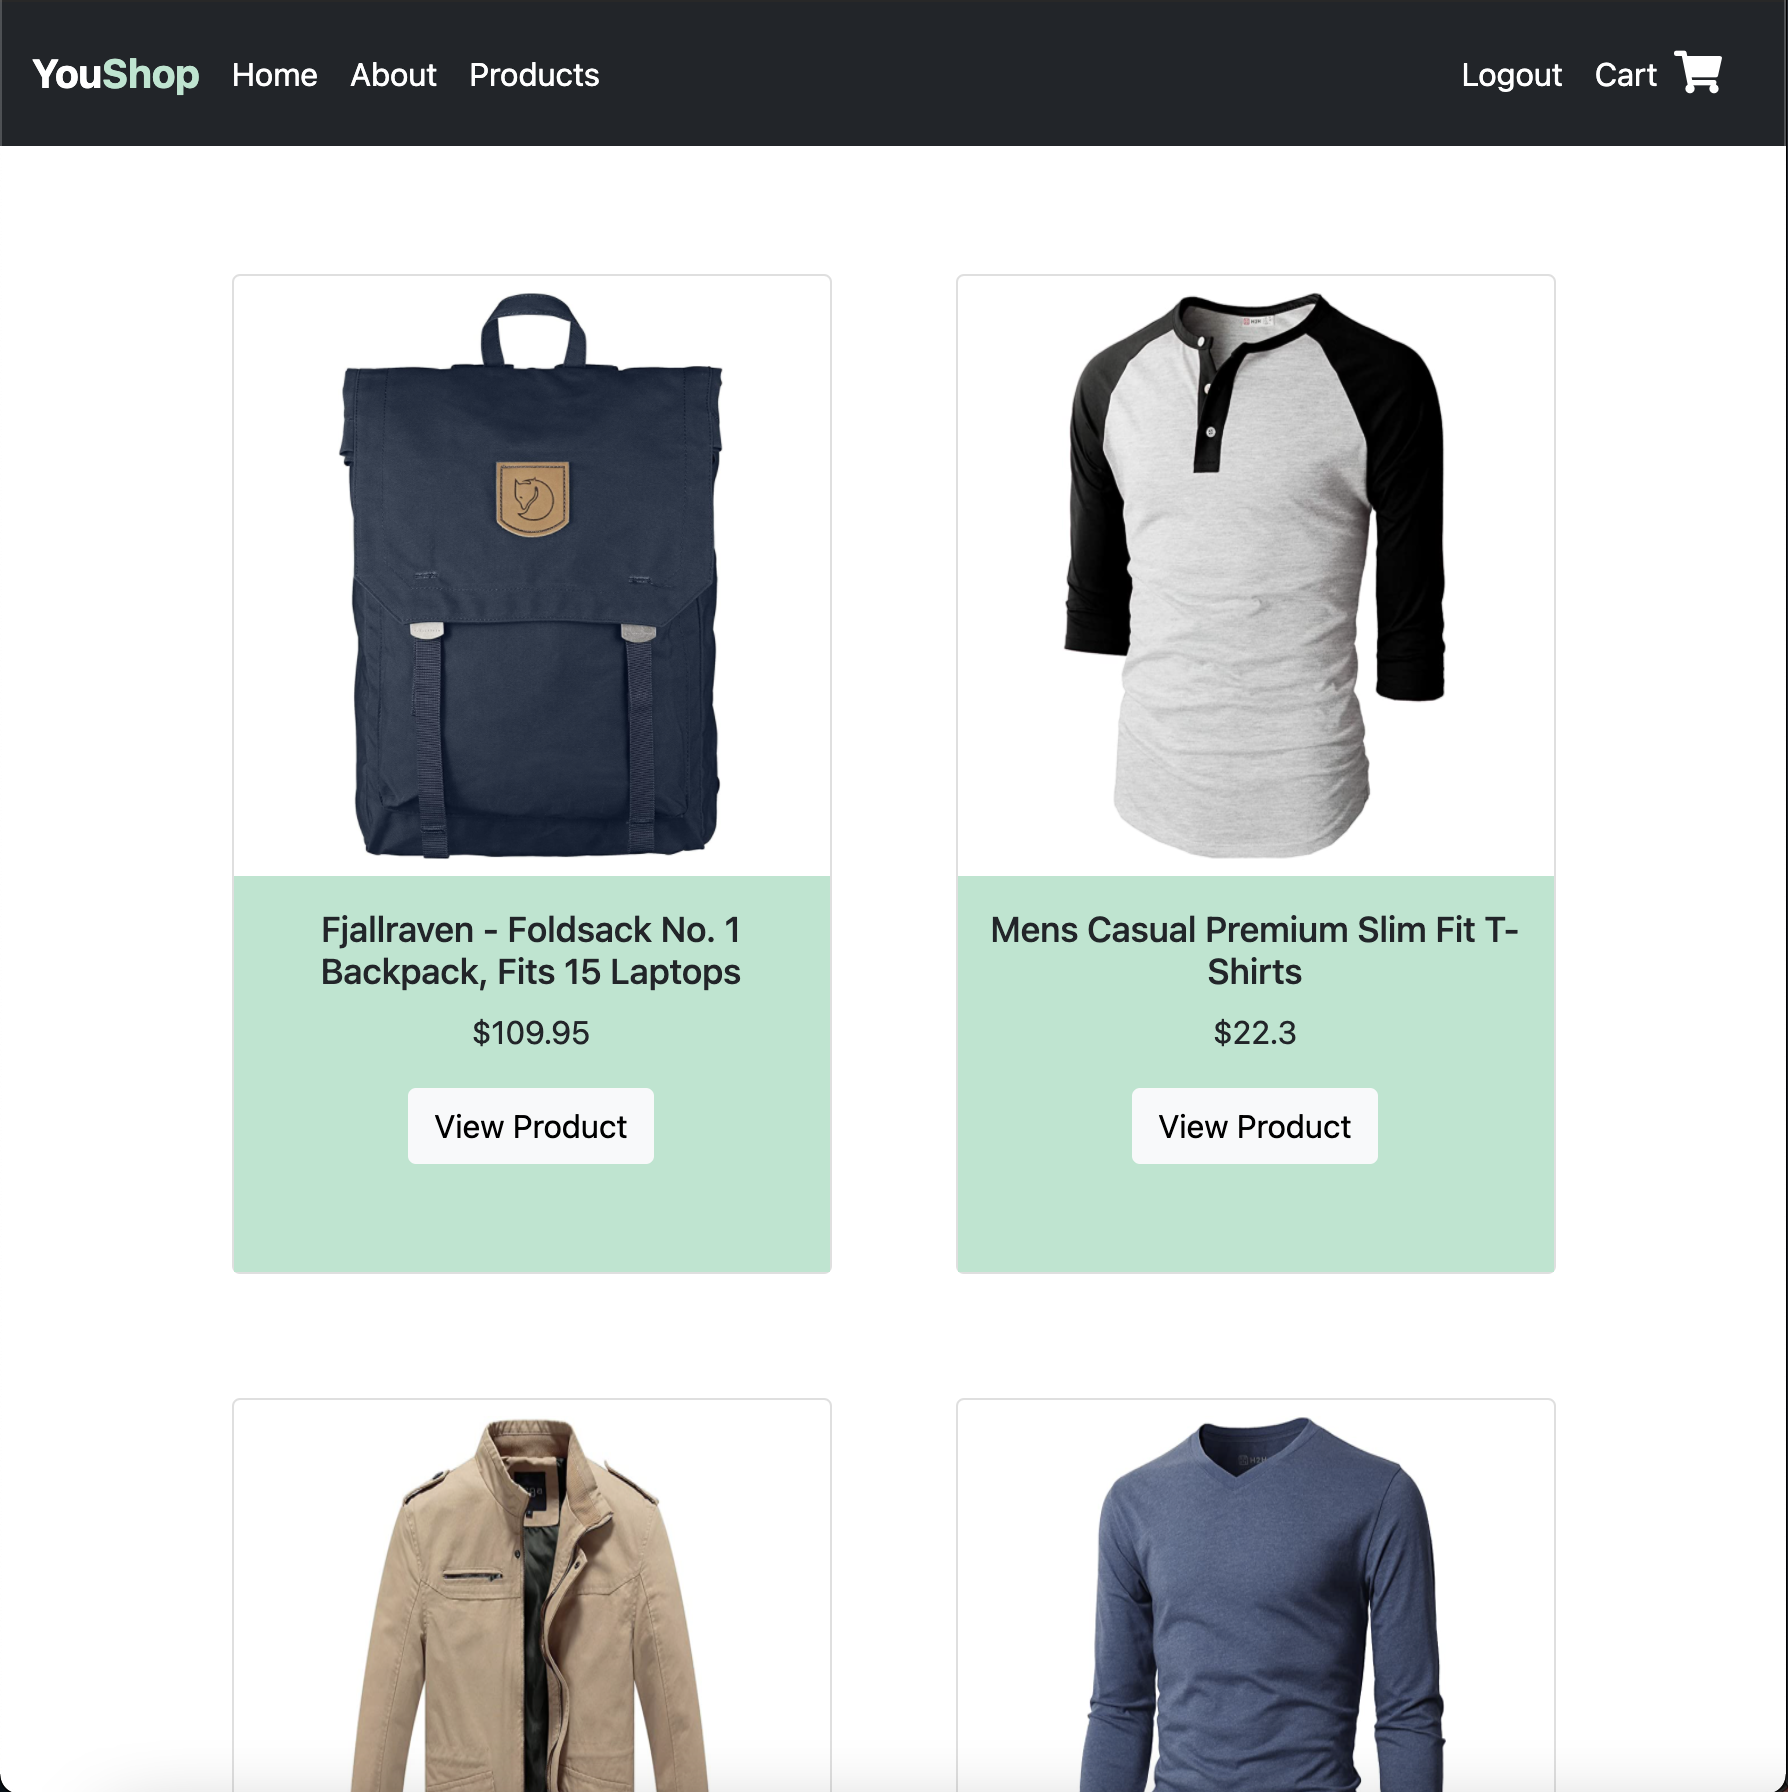 YouShop Home About Products Logout Cart
Fjallraven - Foldsack No. 1
Backpack, Fits 15 Laptops
$109.95
View Product
Mens Casual Premium Slim Fit T-
Shirts
$22.3
View Product